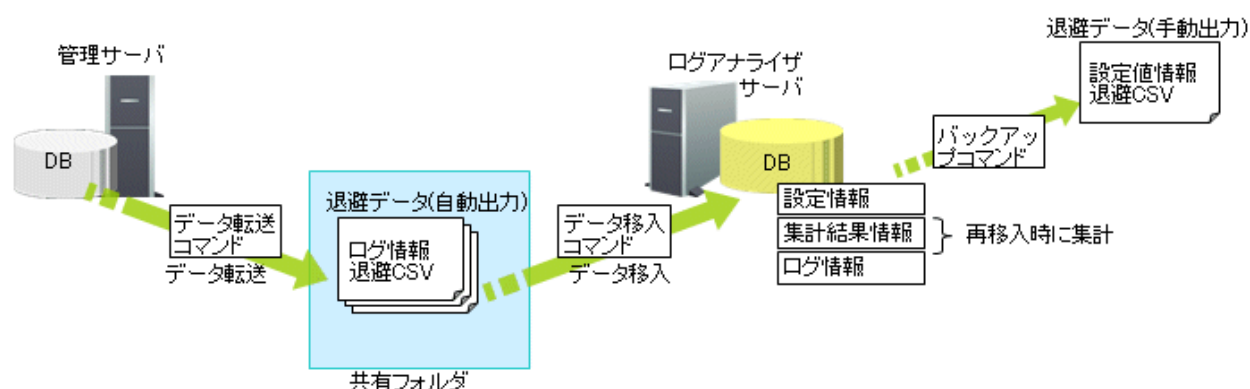 管理サーバ
DB
データ転送
コマンド
データ転送
退避データ(自動出力)
ログ情報
退避CSV
共有フォルダ
データ移入
コマンド
データ移入
ログアナライザ
サーバ
DB
設定情報
集計結果情報
ログ情報
再移入時に集計
バックアッ
プコマンド
退避データ(手動出力)
設定値情報
退避CSV